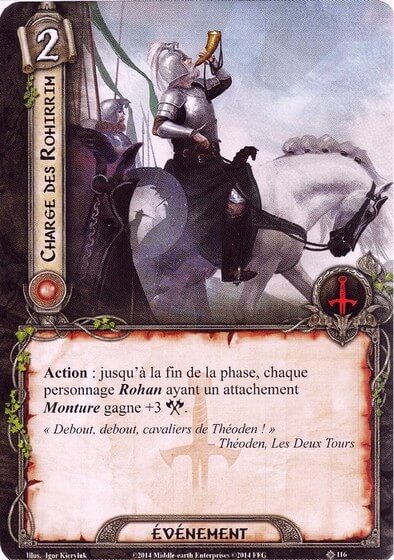 2
CHARGE DES ROHIRRIM
Action : jusqu'à la fin de la phase, chaque
personnage Rohan ayant un attachement
Monture gagne +3 .
« Debout, debout, cavaliers de Théoden ! »
– Théoden, Les Deux Tours
ÉVÉNEMENT
Illus. Igor Kieryluk
©2014 Middle-earth Enterprises ©2014 FFG
116